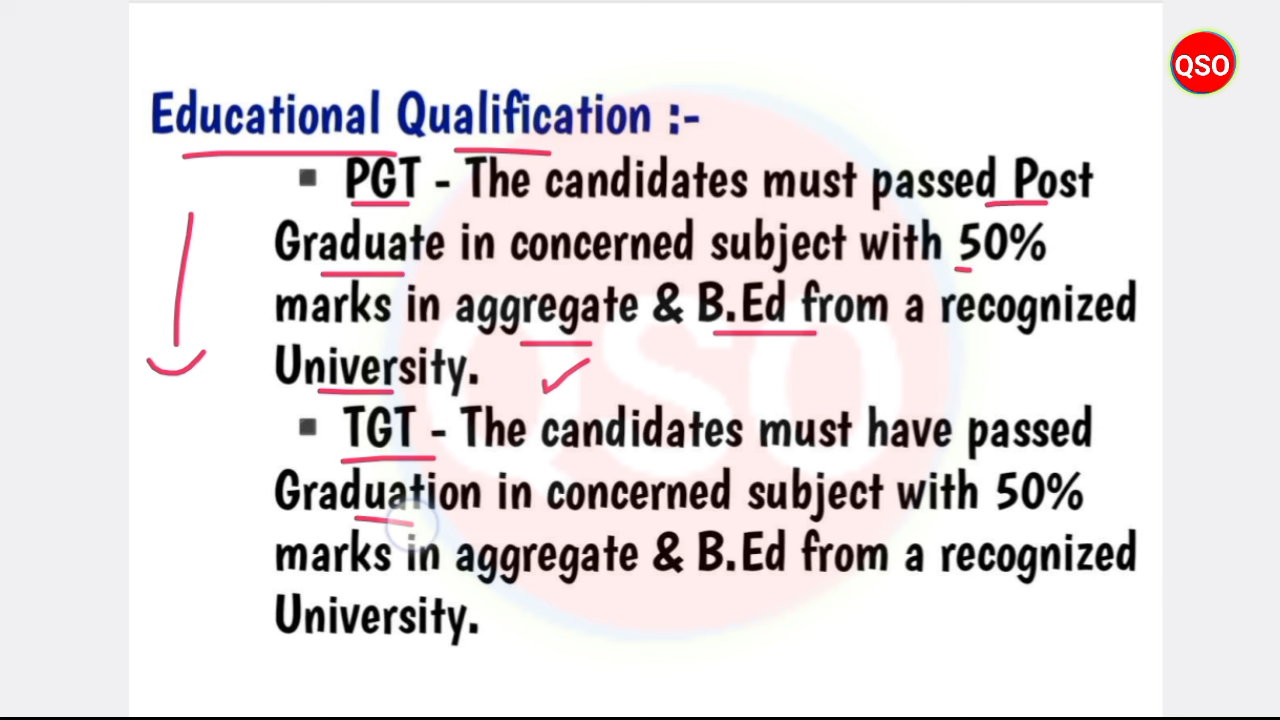 QSO
Educational Qualification :-
▪ PGT - The candidates must passed Post
Graduate in concerned subject with 50%
marks in aggregate & B.Ed from a recognized
University.
▪ TGT - The candidates must have passed
Graduation in concerned subject with 50%
marks in aggregate & B.Ed from a recognized
University.
QSO